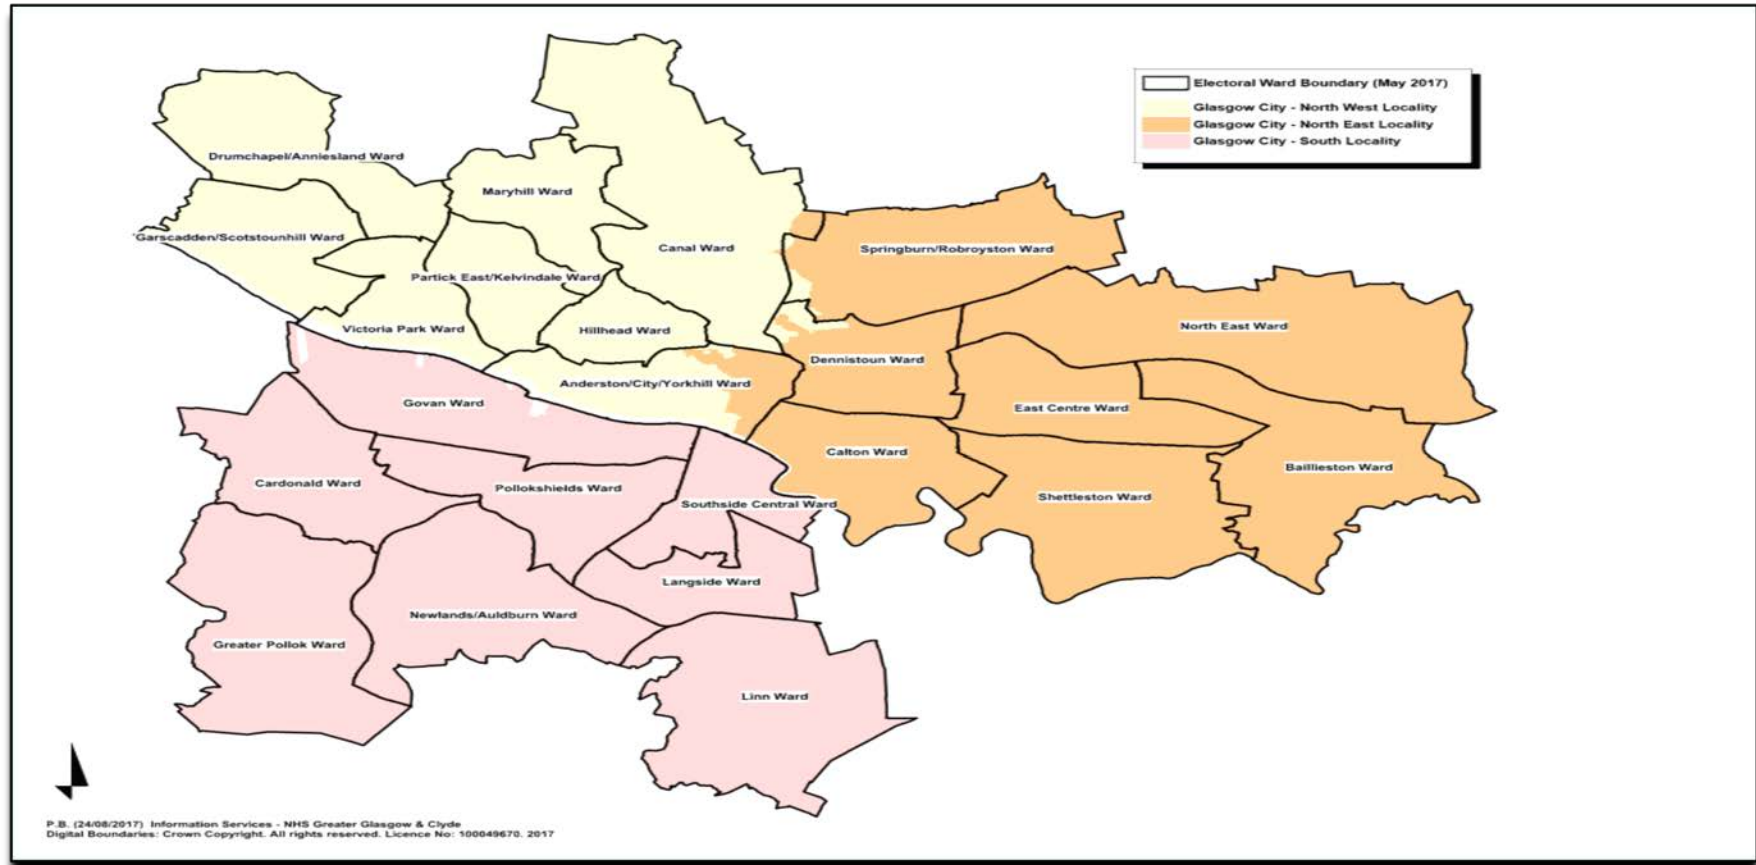 Electoral Ward Boundary (May 2017)
Glasgow City - North West Locality
Glasgow City - North East Locality
Glasgow City - South Locality
Drumchapel/Anniesland Ward
Maryhill Ward
Garscadden/Scotstounhill Ward
Canal Ward
Springburn/Robroyston Ward
Partick East/Kelvindale Ward
Victoria Park Ward
Hillhead Ward
North East Ward
Dennistoun Ward
Anderston/City/Yorkhill Ward
Govan Ward
East Centre Ward
Calton Ward
Baillieston Ward
Cardonald Ward
Pollokshields Ward
Shettleston Ward
Southside Central Ward
Langside Ward
Newlands/Auldburn Ward
Greater Pollok Ward
Linn Ward
P.B. (24/08/2017) Information Services - NHS Greater Glasgow & Clyde
Digital Boundaries: Crown Copyright. All rights reserved. Licence No: 100049670. 2017